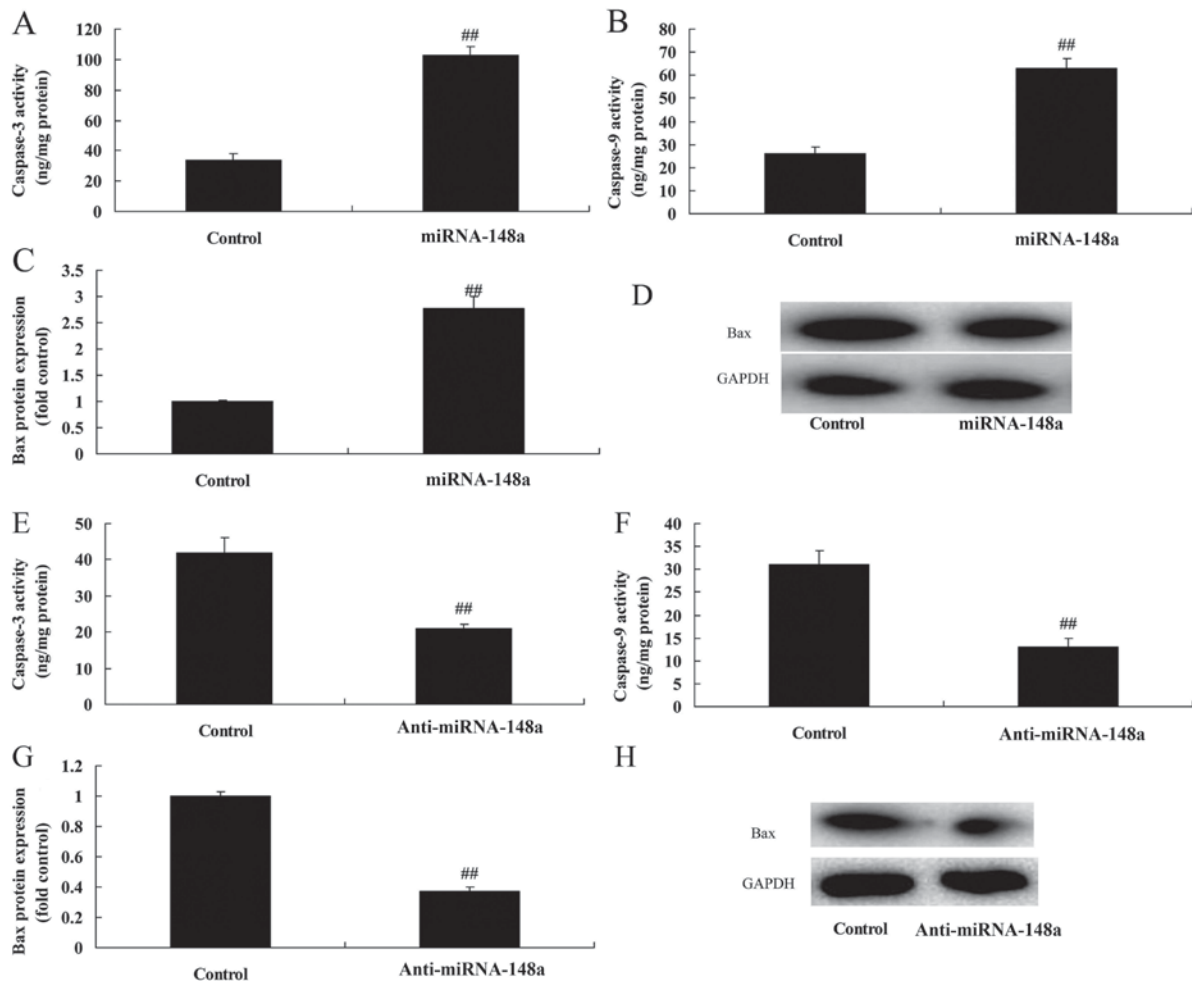 A
Caspase-3 activity
(ng/mg protein)
120
100
80
60
40
20
0
##
Control
miRNA-148a
B
Caspase-9 activity
(ng/mg protein)
80
70
60
50
40
30
20
10
0
##
Control
miRNA-148a
C
Bax protein expression
(fold control)
3.5
3
2.5
2
1.5
1
0.5
0
##
Control
miRNA-148a
D
Bax
GAPDH
Control
miRNA-148a
E
Caspase-3 activity
(ng/mg protein)
50
40
30
20
10
0
##
Control
Anti-miRNA-148a
F
Caspase-9 activity
(ng/mg protein)
40
35
30
25
20
15
10
5
0
##
Control
Anti-miRNA-148a
G
Bax protein expression
(fold control)
1.2
1
0.8
0.6
0.4
0.2
0
##
Control
Anti-miRNA-148a
H
Bax
GAPDH
Control
Anti-miRNA-148a